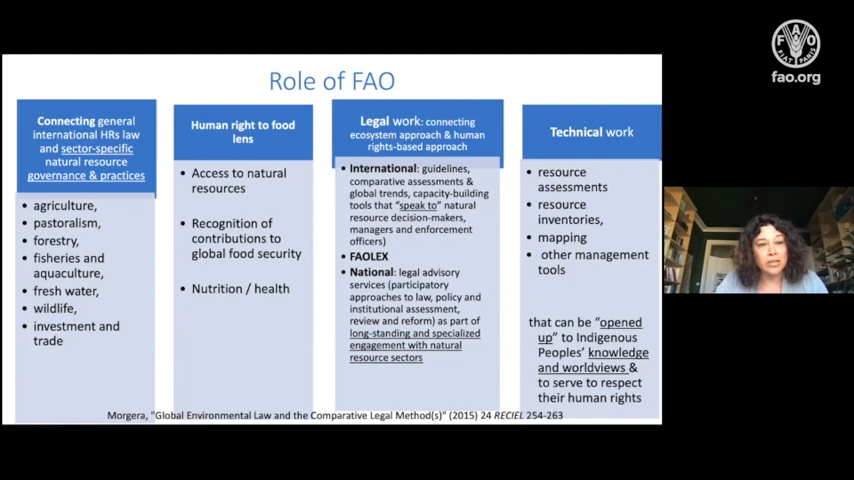 F A O
FIAT PANIS
fao.org
Role of FAO
Connecting general
international HRs law
and sector-specific
natural resource
governance & practices
• agriculture,
• pastoralism,
• forestry,
• fisheries and
aquaculture,
• fresh water,
• wildlife,
• investment and
trade
Human right to food
lens
• Access to natural
resources
• Recognition of
contributions to
global food security
• Nutrition / health
Legal work: connecting
ecosystem approach & human
rights-based approach
• International: guidelines,
comparative assessments &
global trends, capacity-building
tools that “speak to” natural
resource decision-makers,
managers and enforcement
officers)
• FAOLEX
• National: legal advisory
services (participatory
approaches to law, policy and
institutional assessment,
review and reform) as part of
long-standing and specialized
engagement with natural
resource sectors
Technical work
• resource
assessments
• resource
inventories,
• mapping
• other management
tools
that can be “opened
up” to Indigenous
Peoples’ knowledge
and worldviews &
to serve to respect
their human rights
Morgera, "Global Environmental Law and the Comparative Legal Method(s)" (2015) 24 RECIEL 254-263